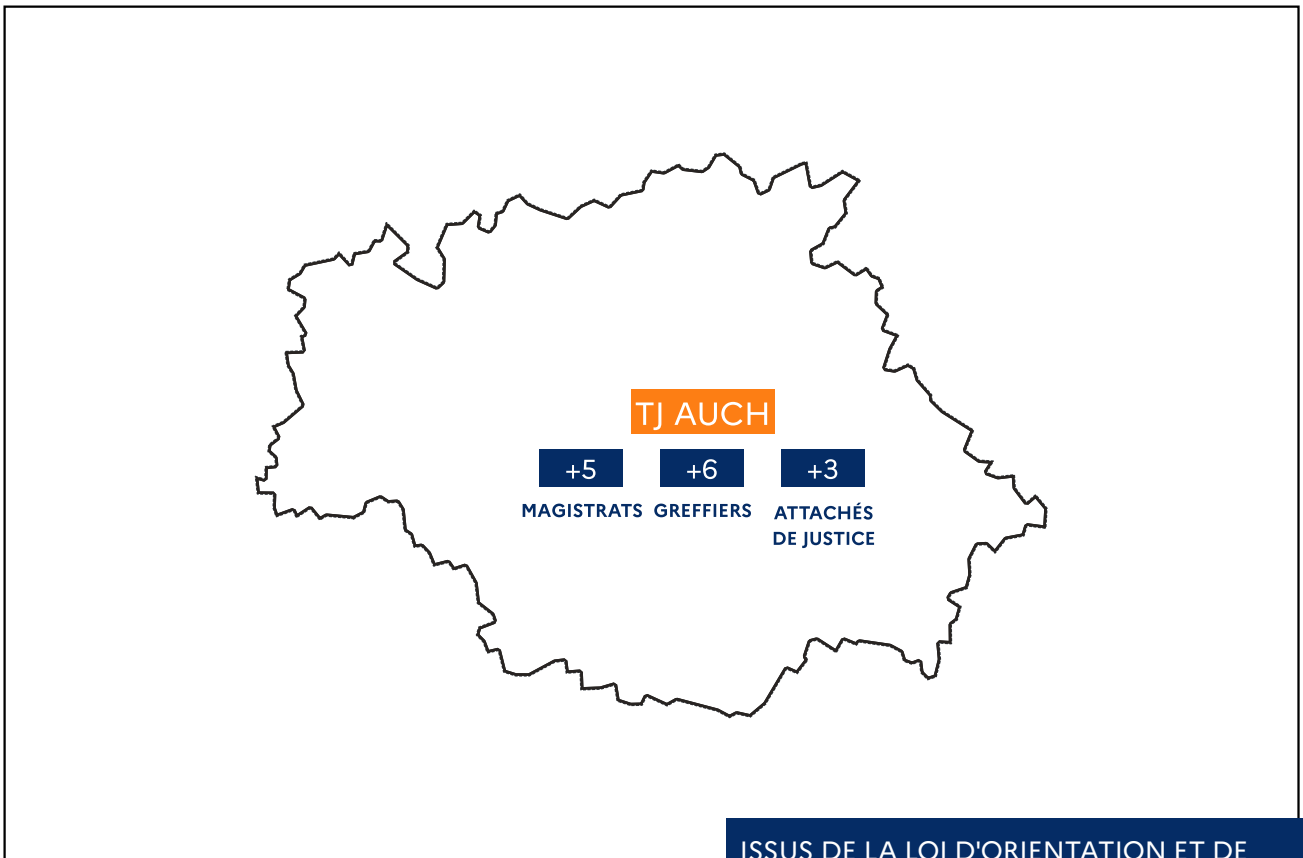 TJ AUCH
+5 +6 +3
MAGISTRATS GREFFIERS ATTACHÉS
DE JUSTICE
ISSUS DE LA LOI D'ORIENTATION ET DE